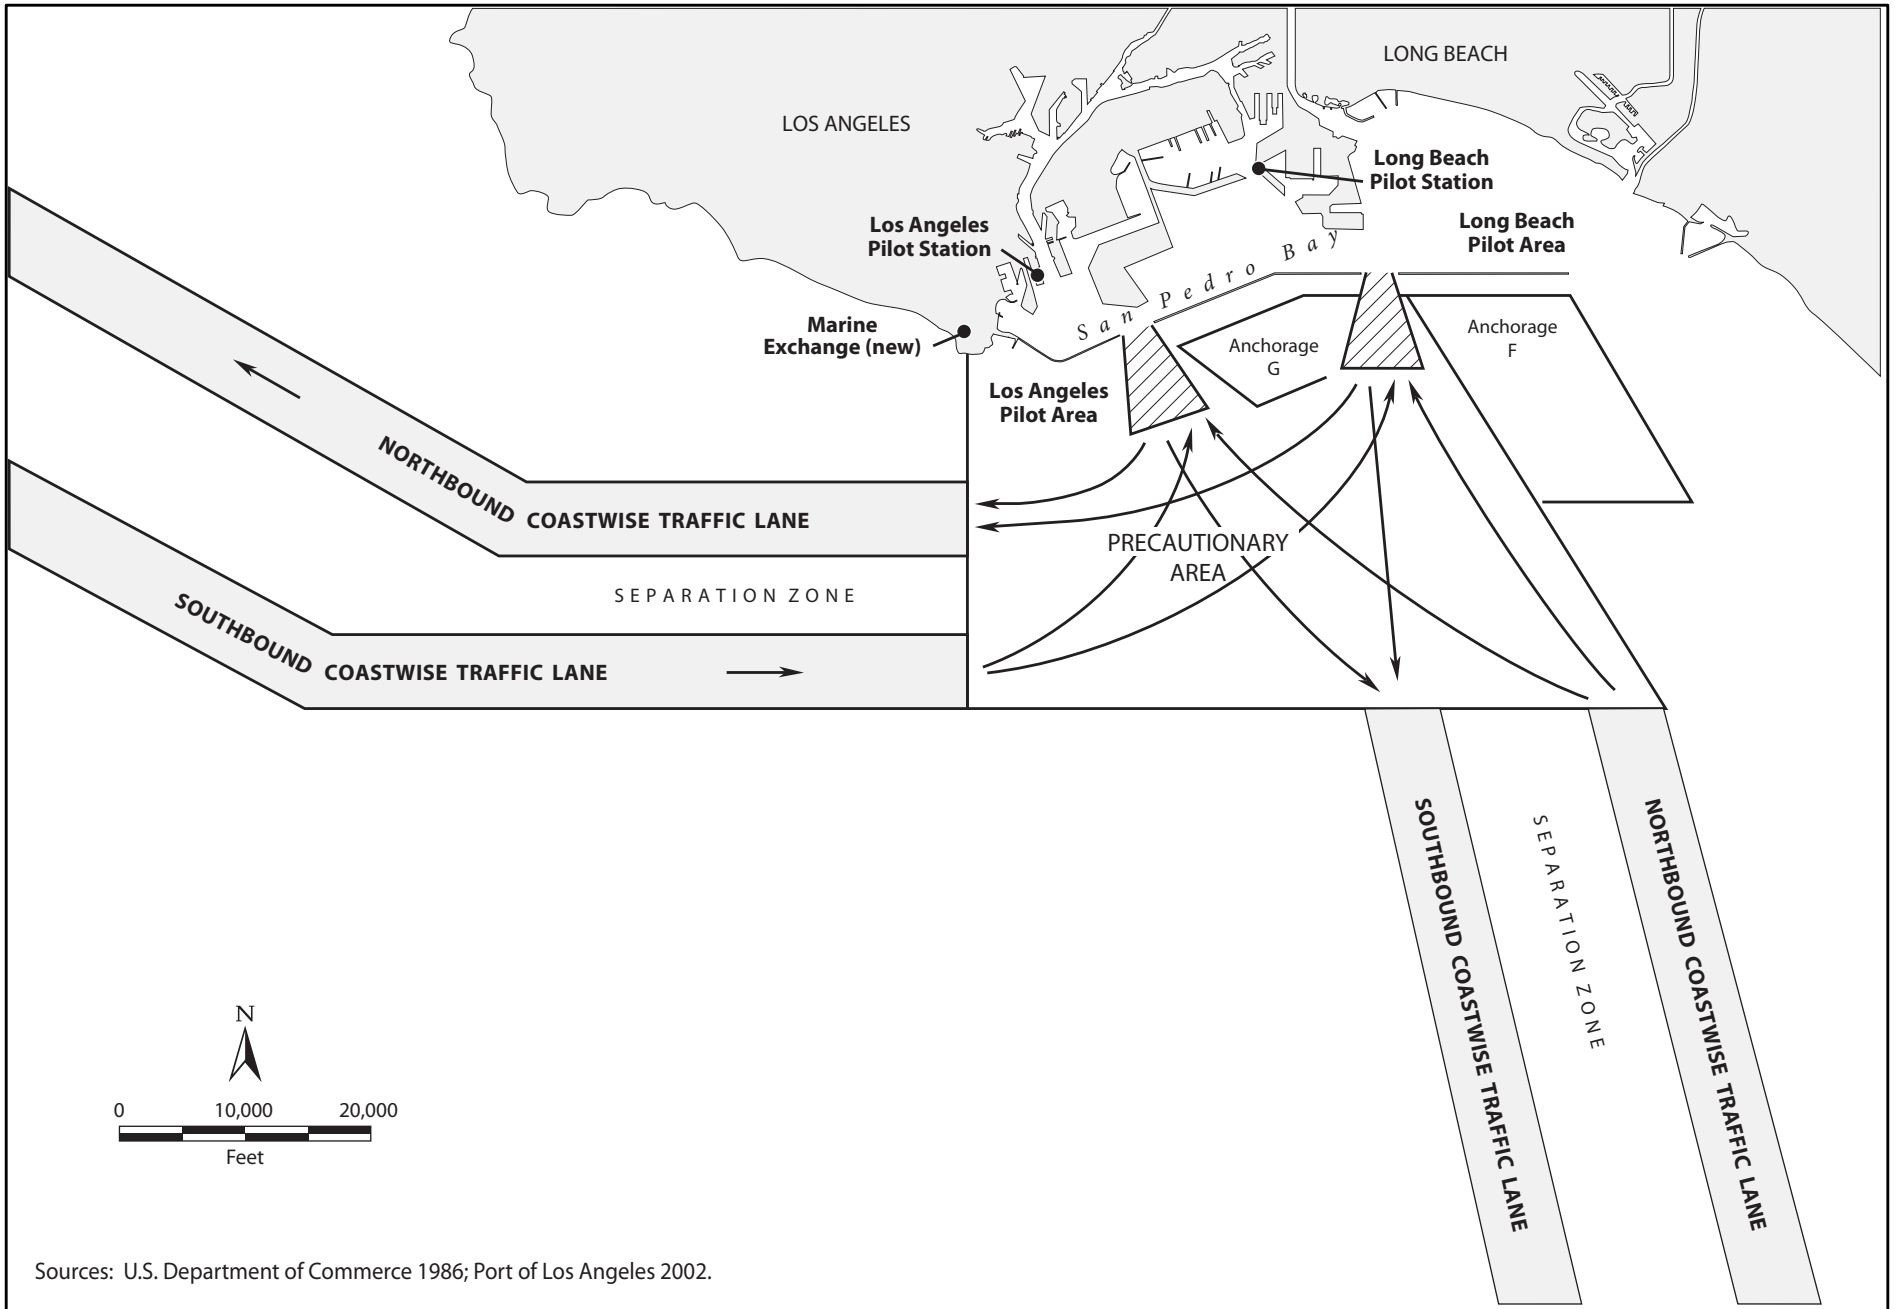 LONG BEACH
LOS ANGELES
Long Beach
Pilot Station
Los Angeles
Pilot Station
Long Beach
Pilot Area
San Pedro Bay
Marine
Exchange (new)
Anchorage
G
Anchorage
F
Los Angeles
Pilot Area
NORTHBOUND COASTWISE TRAFFIC LANE
PRECAUTIONARY
AREA
SEPARATION ZONE
SOUTHBOUND COASTWISE TRAFFIC LANE
SOUTHBOUND COASTWISE TRAFFIC LANE
SEPARATION ZONE
NORTHBOUND COASTWISE TRAFFIC LANE
N
0 10,000 20,000
Feet
Sources: U.S. Department of Commerce 1986; Port of Los Angeles 2002.